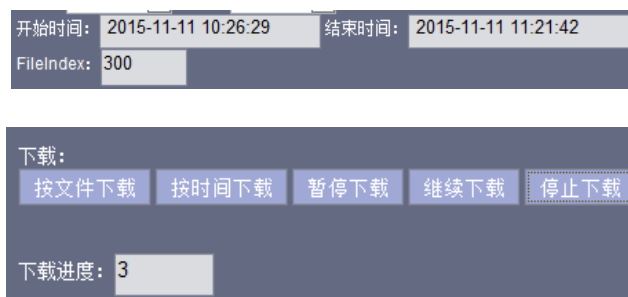 开始时间： 2015-11-11 10:26:29 结束时间： 2015-11-11 11:21:42
FileIndex： 300
下载：
按文件下载 按时间下载 暂停下载 继续下载 停止下载
下载进度： 3